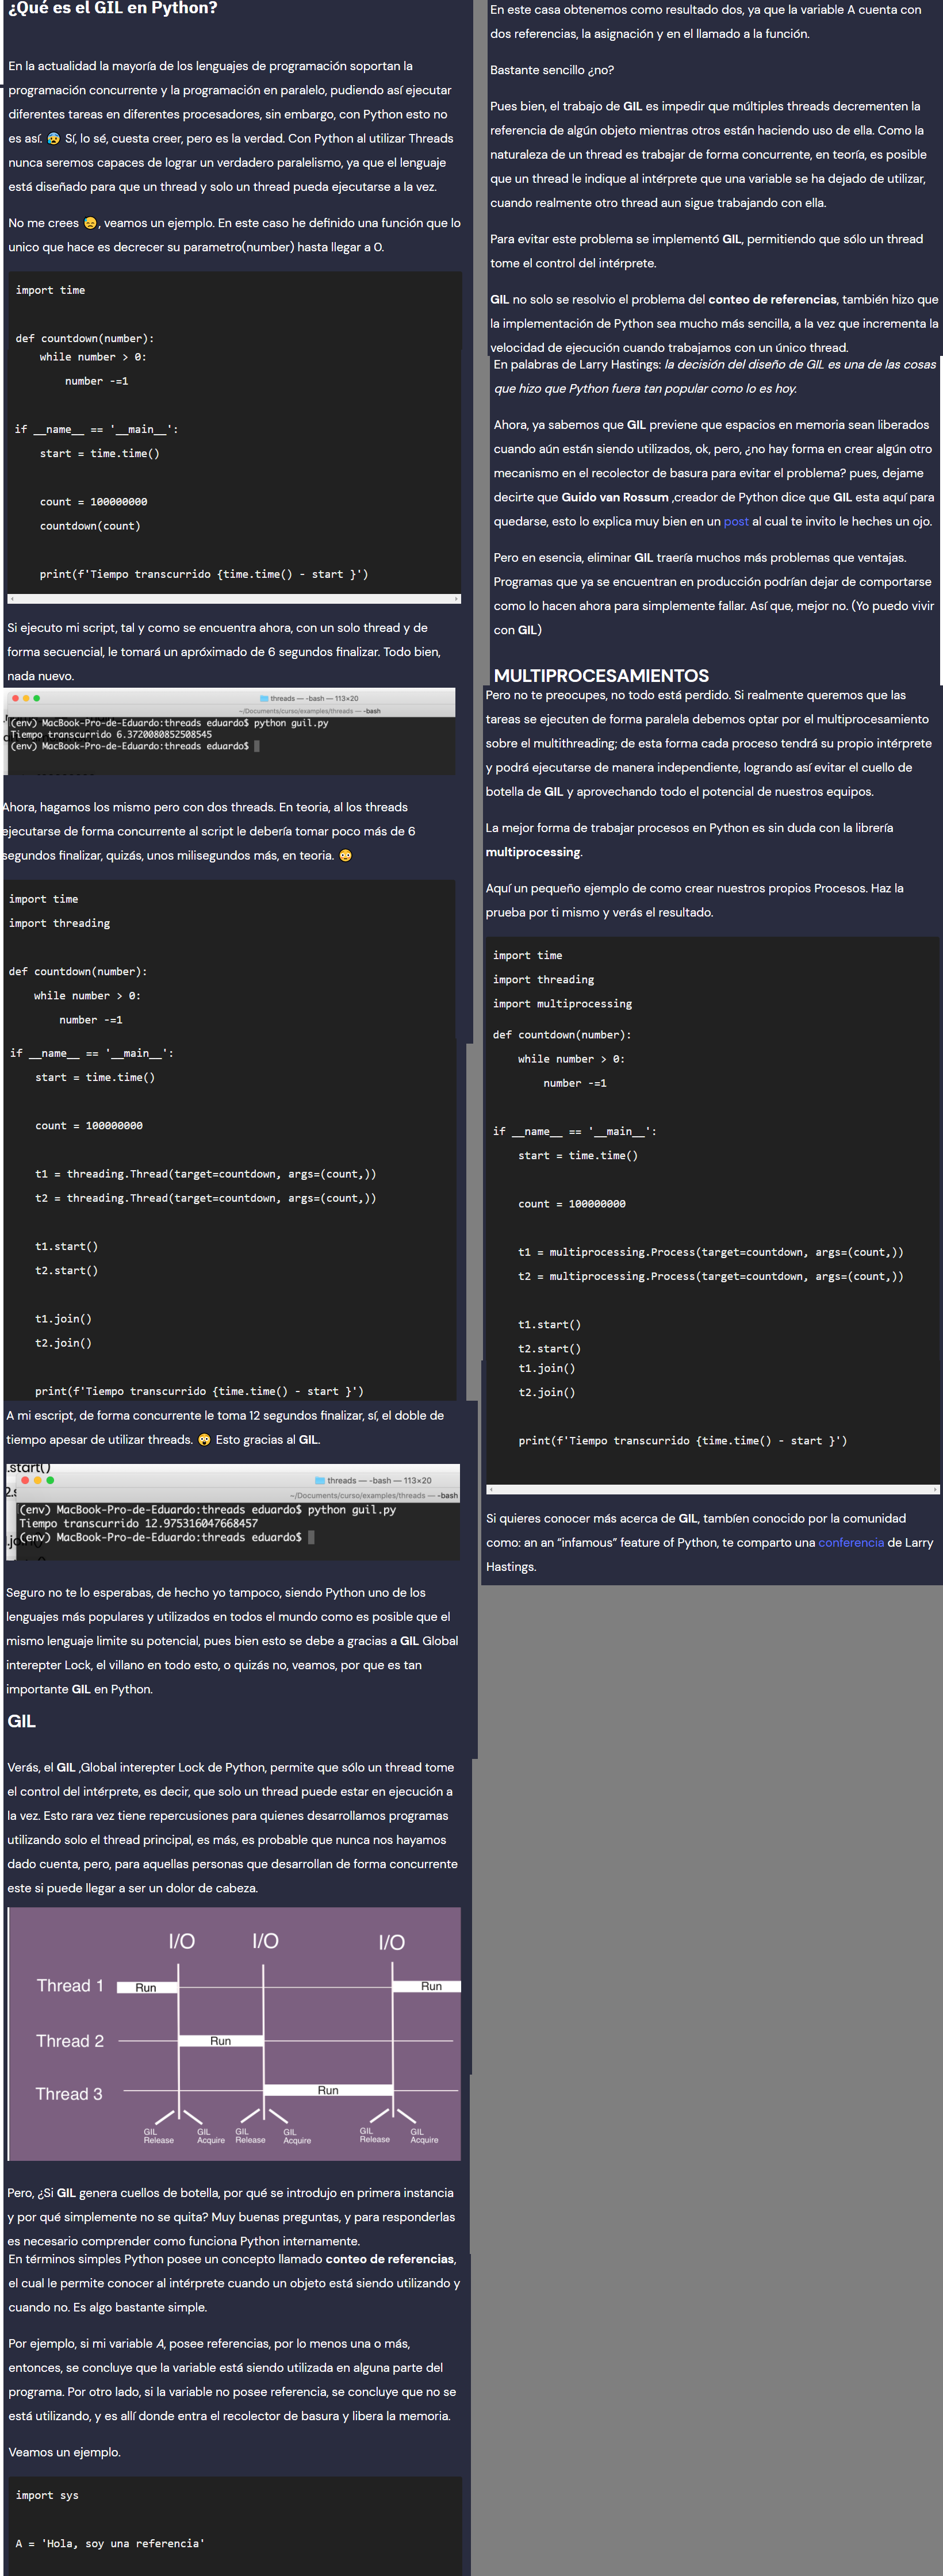 ¿Qué es el GIL en Python?
En la actualidad la mayoría de los lenguajes de programación soportan la
programación concurrente y la programación en paralelo, pudiendo así ejecutar
diferentes tareas en diferentes procesadores, sin embargo, con Python esto no
es así. 😰 Sí, lo sé, cuesta creer, pero es la verdad. Con Python al utilizar Threads
nunca seremos capaces de lograr un verdadero paralelismo, ya que el lenguaje
está diseñado para que un thread y solo un thread pueda ejecutarse a la vez.
No me crees 😓, veamos un ejemplo. En este caso he definido una función que lo
unico que hace es decrecer su parametro(number) hasta llegar a 0.
import time
def countdown(number):
while number > 0:
number -=1
if __name__ == '__main__':
start = time.time()
count = 100000000
countdown(count)
print(f'Tiempo transcurrido {time.time() - start }')
Si ejecuto mi script, tal y como se encuentra ahora, con un solo thread y de
forma secuencial, le tomará un apróximado de 6 segundos finalizar. Todo bien,
nada nuevo.
threads — -bash — 113×20
~/Documents/curso/examples/threads — -bash
(env) MacBook-Pro-de-Eduardo:threads eduardo$ python guil.py
Tiempo transcurrido 6.3720080852508545
(env) MacBook-Pro-de-Eduardo:threads eduardo$
Ahora, hagamos los mismo pero con dos threads. En teoria, al los threads
ejecutarse de forma concurrente al script le debería tomar poco más de 6
segundos finalizar, quizás, unos milisegundos más, en teoria. 😳
import time
import threading
def countdown(number):
while number > 0:
number -=1
if __name__ == '__main__':
start = time.time()
count = 100000000
t1 = threading.Thread(target=countdown, args=(count,))
t2 = threading.Thread(target=countdown, args=(count,))
t1.start()
t2.start()
t1.join()
t2.join()
print(f'Tiempo transcurrido {time.time() - start }')
A mi escript, de forma concurrente le toma 12 segundos finalizar, sí, el doble de
tiempo apesar de utilizar threads. 😲 Esto gracias al GIL.
.start()
threads — -bash — 113×20
~/Documents/curso/examples/threads — -bash
(env) MacBook-Pro-de-Eduardo:threads eduardo$ python guil.py
Tiempo transcurrido 12.975316047668457
(env) MacBook-Pro-de-Eduardo:threads eduardo$
Seguro no te lo esperabas, de hecho yo tampoco, siendo Python uno de los
lenguajes más populares y utilizados en todos el mundo como es posible que el
mismo lenguaje limite su potencial, pues bien esto se debe a gracias a GIL Global
interepter Lock, el villano en todo esto, o quizás no, veamos, por que es tan
importante GIL en Python.
GIL
Verás, el GIL ,Global interepter Lock de Python, permite que sólo un thread tome
el control del intérprete, es decir, que solo un thread puede estar en ejecución a
la vez. Esto rara vez tiene repercusiones para quienes desarrollamos programas
utilizando solo el thread principal, es más, es probable que nunca nos hayamos
dado cuenta, pero, para aquellas personas que desarrollan de forma concurrente
este si puede llegar a ser un dolor de cabeza.
I/O I/O I/O
Thread 1 Run Run
Thread 2 Run
Thread 3 Run
GIL Release GIL Acquire GIL Release GIL Acquire GIL Release GIL Acquire
Pero, ¿Si GIL genera cuellos de botella, por qué se introdujo en primera instancia
y por qué simplemente no se quita? Muy buenas preguntas, y para responderlas
es necesario comprender como funciona Python internamente.
En términos simples Python posee un concepto llamado conteo de referencias,
el cual le permite conocer al intérprete cuando un objeto está siendo utilizando y
cuando no. Es algo bastante simple.
Por ejemplo, si mi variable A, posee referencias, por lo menos una o más,
entonces, se concluye que la variable está siendo utilizada en alguna parte del
programa. Por otro lado, si la variable no posee referencia, se concluye que no se
está utilizando, y es allí donde entra el recolector de basura y libera la memoria.
Veamos un ejemplo.
import sys
A = 'Hola, soy una referencia'
En este caso obtenemos como resultado dos, ya que la variable A cuenta con
dos referencias, la asignación y en el llamado a la función.
Bastante sencillo ¿no?
Pues bien, el trabajo de GIL es impedir que múltiples threads decrementen la
referencia de algún objeto mientras otros están haciendo uso de ella. Como la
naturaleza de un thread es trabajar de forma concurrente, en teoría, es posible
que un thread le indique al intérprete que una variable se ha dejado de utilizar,
cuando realmente otro thread aun sigue trabajando con ella.
Para evitar este problema se implementó GIL, permitiendo que sólo un thread
tome el control del intérprete.
GIL no solo se resolvio el problema del conteo de referencias, también hizo que
la implementación de Python sea mucho más sencilla, a la vez que incrementa la
velocidad de ejecución cuando trabajamos con un único thread.
En palabras de Larry Hastings: la decisión del diseño de GIL es una de las cosas
que hizo que Python fuera tan popular como lo es hoy.
Ahora, ya sabemos que GIL previene que espacios en memoria sean liberados
cuando aún están siendo utilizados, ok, pero, ¿no hay forma en crear algún otro
mecanismo en el recolector de basura para evitar el problema? pues, dejame
decirte que Guido van Rossum ,creador de Python dice que GIL esta aquí para
quedarse, esto lo explica muy bien en un post al cual te invito le heches un ojo.
Pero en esencia, eliminar GIL traería muchos más problemas que ventajas.
Programas que ya se encuentran en producción podrían dejar de comportarse
como lo hacen ahora para simplemente fallar. Así que, mejor no. (Yo puedo vivir
con GIL)
MULTIPROCESAMIENTOS
Pero no te preocupes, no todo está perdido. Si realmente queremos que las
tareas se ejecuten de forma paralela debemos optar por el multiprocesamiento
sobre el multithreading; de esta forma cada proceso tendrá su propio intérprete
y podrá ejecutarse de manera independiente, logrando así evitar el cuello de
botella de GIL y aprovechando todo el potencial de nuestros equipos.
La mejor forma de trabajar procesos en Python es sin duda con la librería
multiprocessing.
Aquí un pequeño ejemplo de como crear nuestros propios Procesos. Haz la
prueba por ti mismo y verás el resultado.
import time
import threading
import multiprocessing
def countdown(number):
while number > 0:
number -=1
if __name__ == '__main__':
start = time.time()
count = 100000000
t1 = multiprocessing.Process(target=countdown, args=(count,))
t2 = multiprocessing.Process(target=countdown, args=(count,))
t1.start()
t2.start()
t1.join()
t2.join()
print(f'Tiempo transcurrido {time.time() - start }')
Si quieres conocer más acerca de GIL, también conocido por la comunidad
como: an an “infamous” feature of Python, te comparto una conferencia de Larry
Hastings.